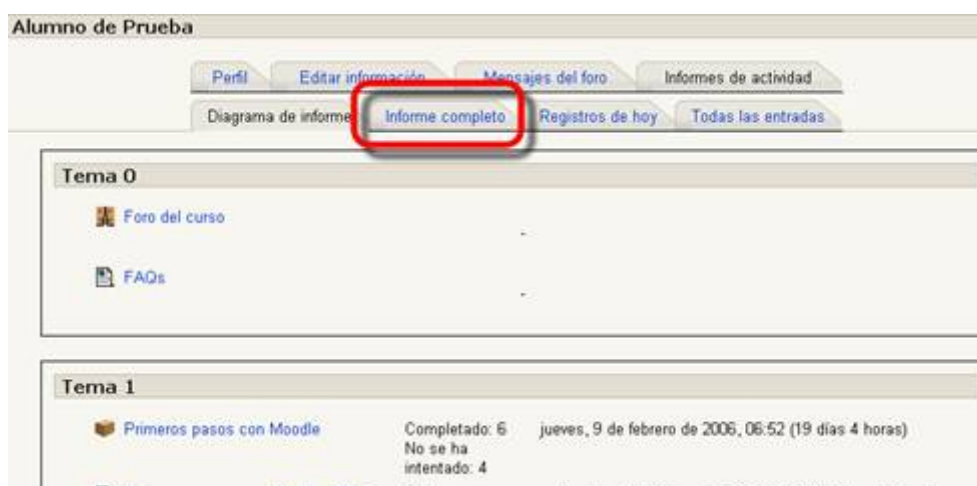 Alumno de Prueba
Perfil Editar información Mensajes del foro Informes de actividad
Diagrama de informe Informe completo Registros de hoy Todas las entradas
Tema 0
Foro del curso
-
FAQs
-
Tema 1
Primeros pasos con Moodle Completado: 6 jueves, 9 de febrero de 2006, 06:52 (19 días 4 horas)
No se ha
intentado: 4